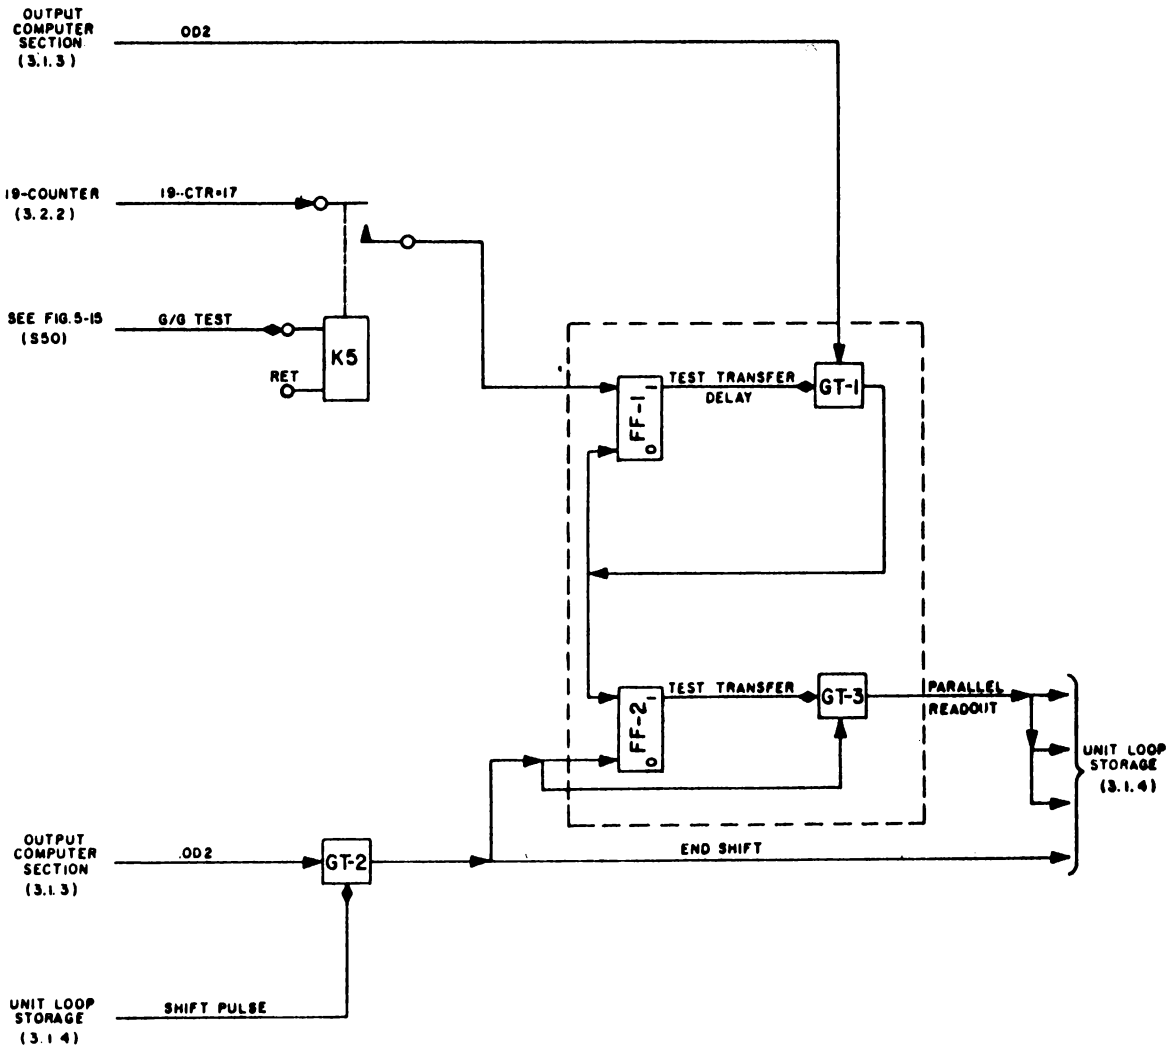 OUTPUT
COMPUTER
SECTION
(3.1.3)
OD2
19-COUNTER
(3.2.2)
19-CTR=17
SEE FIG. 5-15
(S50)
G/G TEST
K5
RET
FF-1
1
0
TEST TRANSFER
DELAY
GT-1
FF-2
1
0
TEST TRANSFER
GT-3
PARALLEL
READOUT
UNIT LOOP
STORAGE
(3.1.4)
OUTPUT
COMPUTER
SECTION
(3.1.3)
OD2
GT-2
END SHIFT
UNIT LOOP
STORAGE
(3.1.4)
SHIFT PULSE